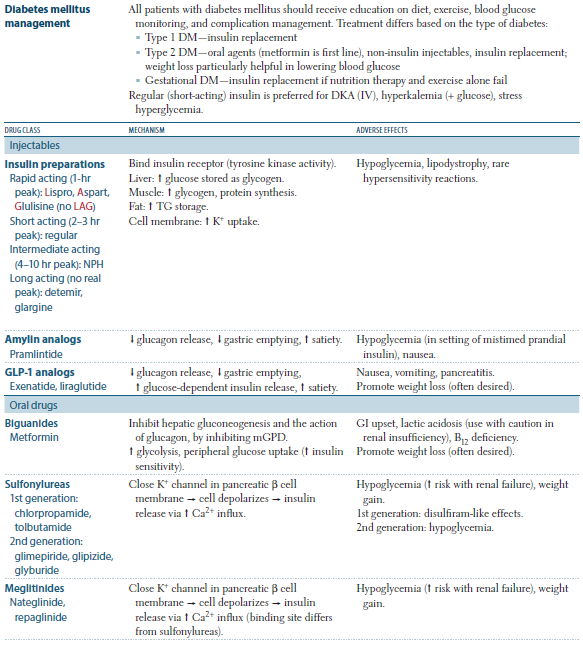 Diabetes mellitus
management
All patients with diabetes mellitus should receive education on diet, exercise, blood glucose
monitoring, and complication management. Treatment differs based on the type of diabetes:
▪ Type 1 DM—insulin replacement
▪ Type 2 DM—oral agents (metformin is first line), non-insulin injectables, insulin replacement;
weight loss particularly helpful in lowering blood glucose
▪ Gestational DM—insulin replacement if nutrition therapy and exercise alone fail
Regular (short-acting) insulin is preferred for DKA (IV), hyperkalemia (+ glucose), stress
hyperglycemia.
DRUG CLASS
MECHANISM
ADVERSE EFFECTS
Injectables
Insulin preparations
Rapid acting (1-hr
peak): Lispro, Aspart,
Glulisine (no LAG)
Short acting (2–3 hr
peak): regular
Intermediate acting
(4–10 hr peak): NPH
Long acting (no real
peak): detemir,
glargine
Bind insulin receptor (tyrosine kinase activity).
Liver: ↑ glucose stored as glycogen.
Muscle: ↑ glycogen, protein synthesis.
Fat: ↑ TG storage.
Cell membrane: ↑ K⁺ uptake.
Hypoglycemia, lipodystrophy, rare
hypersensitivity reactions.
Amylin analogs
Pramlintide
↓ glucagon release, ↓ gastric emptying, ↑ satiety.
Hypoglycemia (in setting of mistimed prandial
insulin), nausea.
GLP-1 analogs
Exenatide, liraglutide
↓ glucagon release, ↓ gastric emptying,
↑ glucose-dependent insulin release, ↑ satiety.
Nausea, vomiting, pancreatitis.
Promote weight loss (often desired).
Oral drugs
Biguanides
Metformin
Inhibit hepatic gluconeogenesis and the action
of glucagon, by inhibiting mGPD.
↑ glycolysis, peripheral glucose uptake (↑ insulin
sensitivity).
GI upset, lactic acidosis (use with caution in
renal insufficiency), B₁₂ deficiency.
Promote weight loss (often desired).
Sulfonylureas
1st generation:
chlorpropamide,
tolbutamide
2nd generation:
glimepiride, glipizide,
glyburide
Close K⁺ channel in pancreatic β cell
membrane → cell depolarizes → insulin
release via ↑ Ca²⁺ influx.
Hypoglycemia (↑ risk with renal failure), weight
gain.
1st generation: disulfiram-like effects.
2nd generation: hypoglycemia.
Meglitinides
Nateglinide,
repaglinide
Close K⁺ channel in pancreatic β cell
membrane → cell depolarizes → insulin
release via ↑ Ca²⁺ influx (binding site differs
from sulfonylureas).
Hypoglycemia (↑ risk with renal failure), weight
gain.